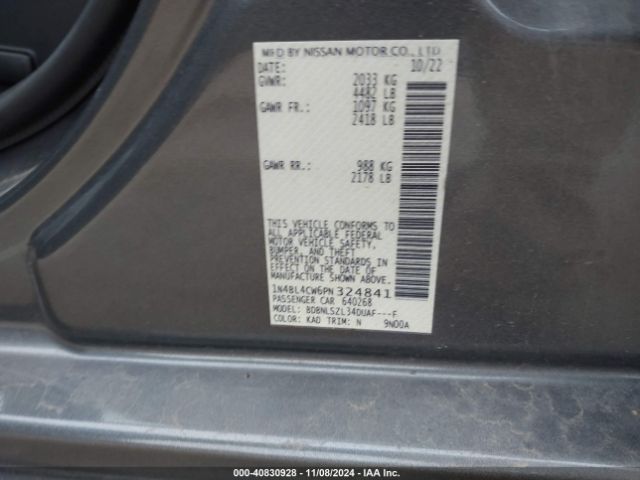 MFD BY NISSAN MOTOR CO., LTD
DATE: 10/22
GVWR: 2033 KG
4482 LB
GAWR FR.: 1097 KG
2418 LB
GAWR RR.: 988 KG
2178 LB
THIS VEHICLE CONFORMS TO
ALL APPLICABLE FEDERAL
MOTOR VEHICLE SAFETY,
BUMPER, AND THEFT
PREVENTION STANDARDS IN
EFFECT ON THE DATE OF
MANUFACTURE SHOWN ABOVE.
1N4BL4CW6PN324841
PASSENGER CAR 640268
MODEL: BDBNLSZL34DUAF---F
COLOR: KAD TRIM: N 9N00A
000-40830928 - 11/08/2024 - IAAI.com